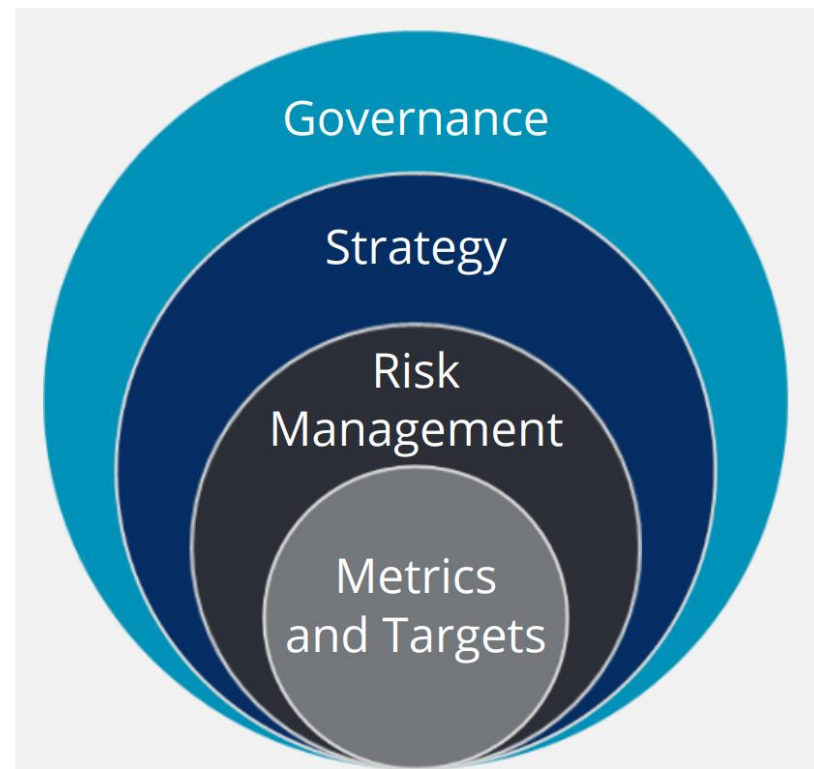 Governance
Strategy
Risk
Management
Metrics
and Targets